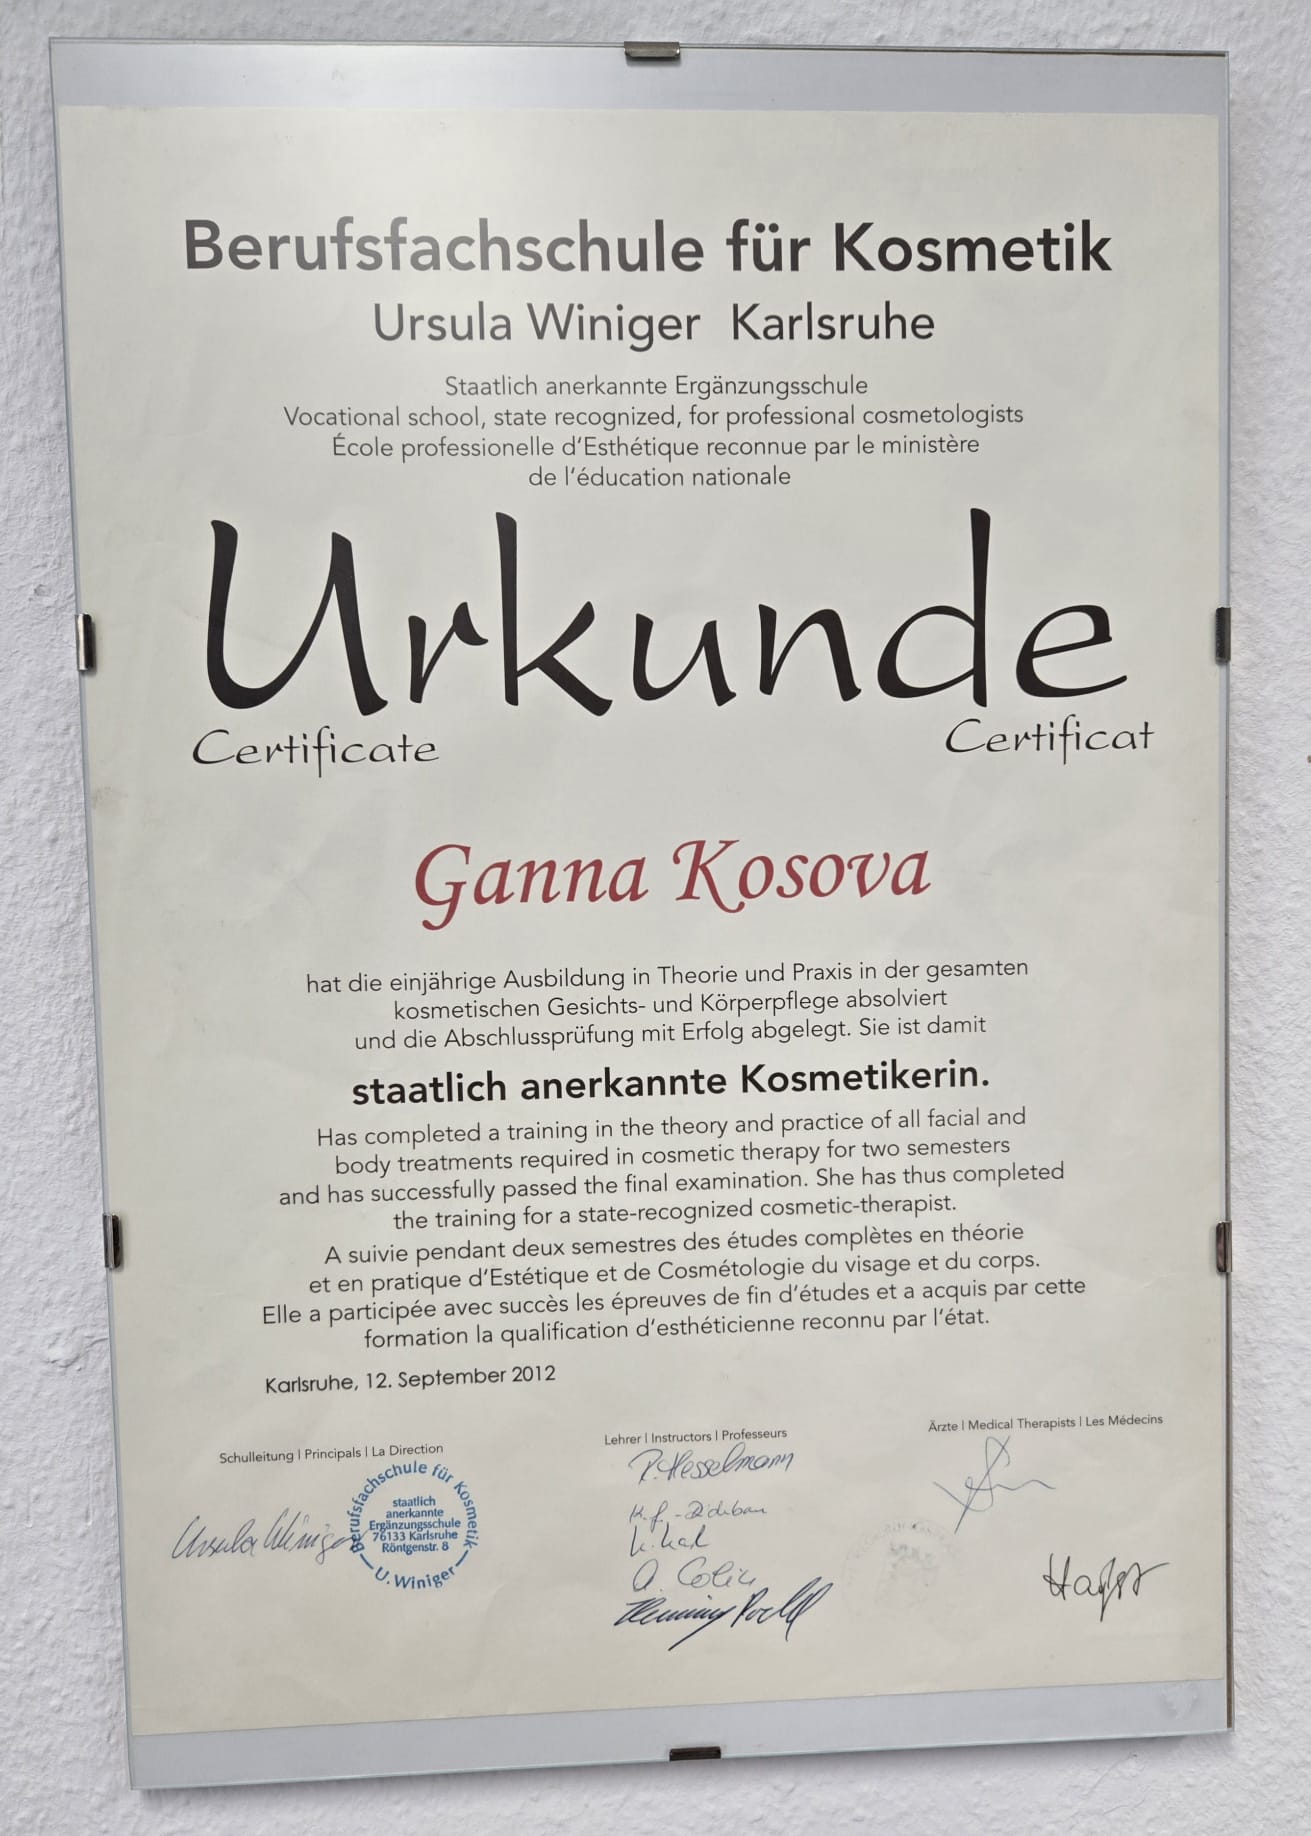 Berufsfachschule für Kosmetik
Ursula Winiger Karlsruhe
Staatlich anerkannte Ergänzungsschule
Vocational school, state recognized, for professional cosmetologists
École professionelle d'Esthétique reconnue par le ministère
de l'éducation nationale
Urkunde
Certificate
Certificat
Ganna Kosova
hat die einjährige Ausbildung in Theorie und Praxis in der gesamten
kosmetischen Gesichts- und Körperpflege absolviert
und die Abschlussprüfung mit Erfolg abgelegt. Sie ist damit
staatlich anerkannte Kosmetikerin.
Has completed a training in the theory and practice of all facial and
body treatments required in cosmetic therapy for two semesters
and has successfully passed the final examination. She has thus completed
the training for a state-recognized cosmetic-therapist.
A suivie pendant deux semestres des études complètes en théorie
et en pratique d'Estétique et de Cosmétologie du visage et du corps.
Elle a participée avec succès les épreuves de fin d'études et a acquis par cette
formation la qualification d'esthéticienne reconnu par l'état.
Karlsruhe, 12. September 2012
Schulleitung | Principals | La Direction
Ursula Winiger
Berufsfachschule für Kosmetik
staatlich
anerkannte
Ergänzungsschule
76133 Karlsruhe
Röntgenstr. 8
U. Winiger
Lehrer | Instructors | Professeurs
P. Hesselmann
Ärzte | Medical Therapists | Les Médecins